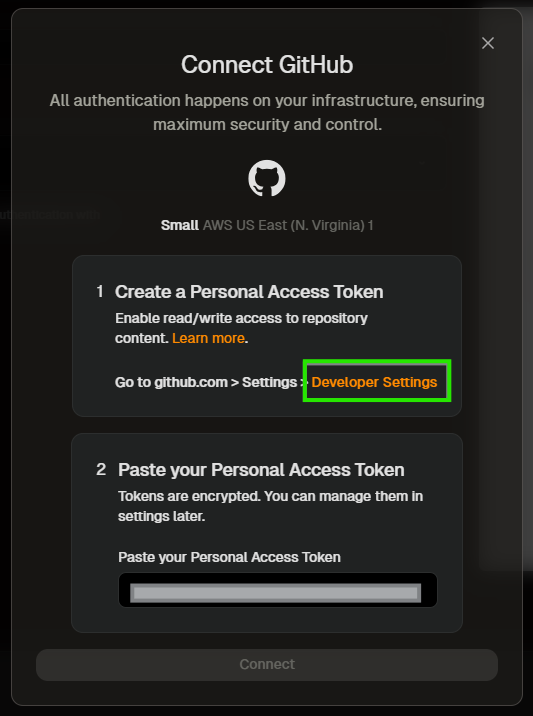 Connect GitHub
All authentication happens on your infrastructure, ensuring
maximum security and control.
Small AWS US East (N. Virginia) 1
1 Create a Personal Access Token
Enable read/write access to repository
content. Learn more.
Go to github.com > Settings > Developer Settings
2 Paste your Personal Access Token
Tokens are encrypted. You can manage them in
settings later.
Paste your Personal Access Token
Connect